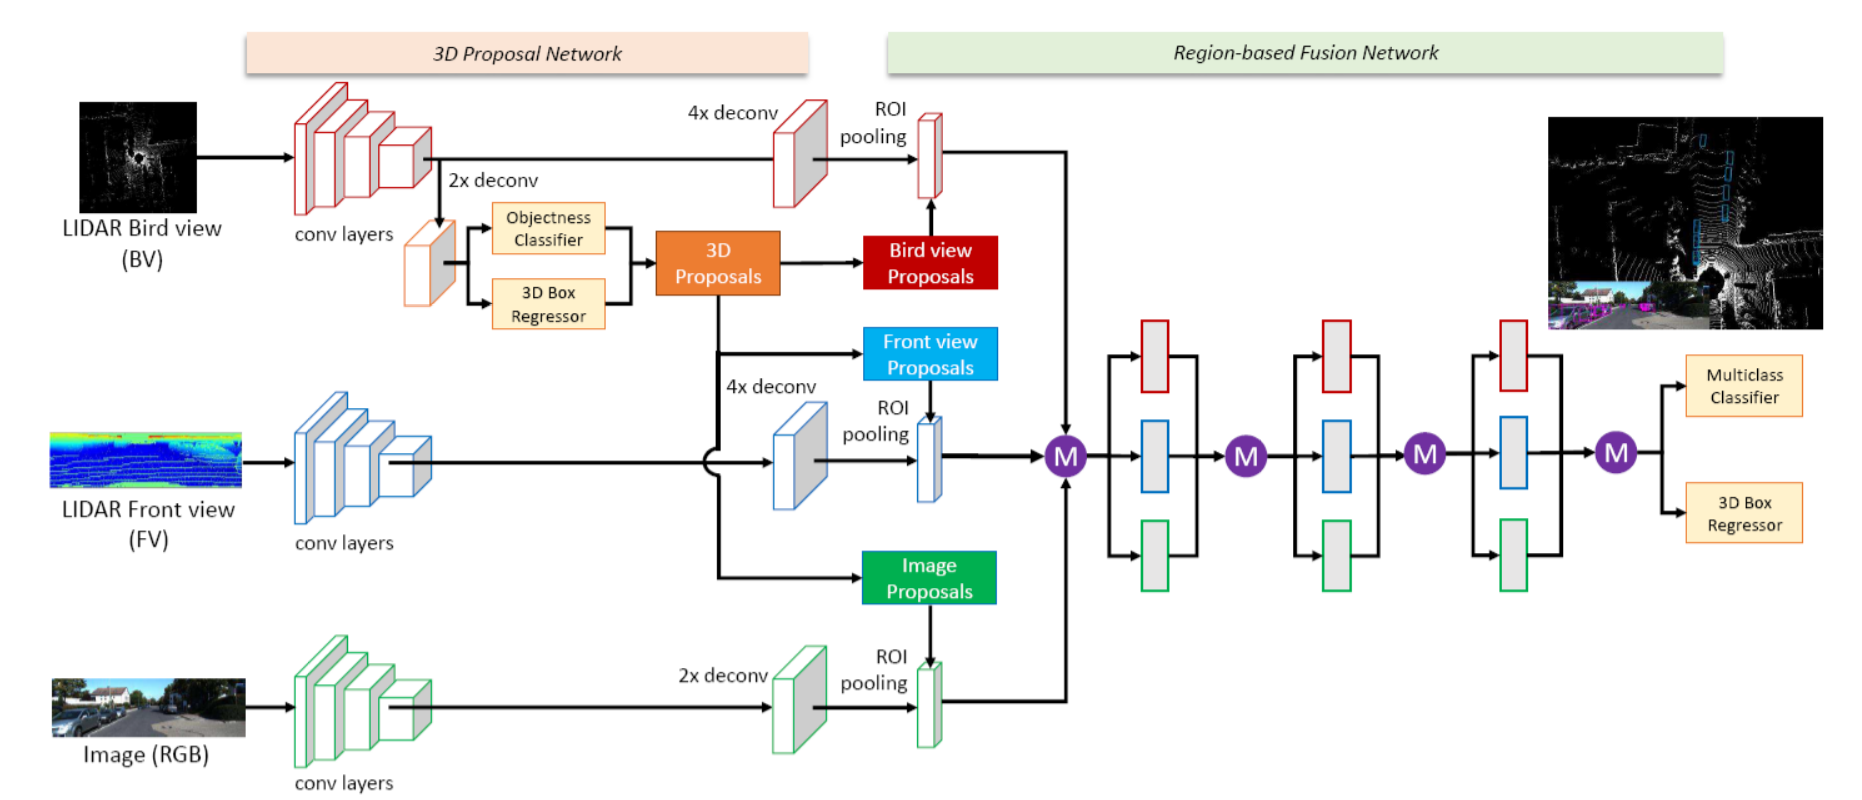 3D Proposal Network
Region-based Fusion Network
LIDAR Bird view
(BV)
conv layers
2x deconv
4x deconv
ROI
pooling
Objectness
Classifier
3D Box
Regressor
3D
Proposals
Bird view
Proposals
Front view
Proposals
LIDAR Front view
(FV)
conv layers
4x deconv
ROI
pooling
Image
Proposals
Image (RGB)
conv layers
2x deconv
ROI
pooling
M
M
M
M
Multiclass
Classifier
3D Box
Regressor